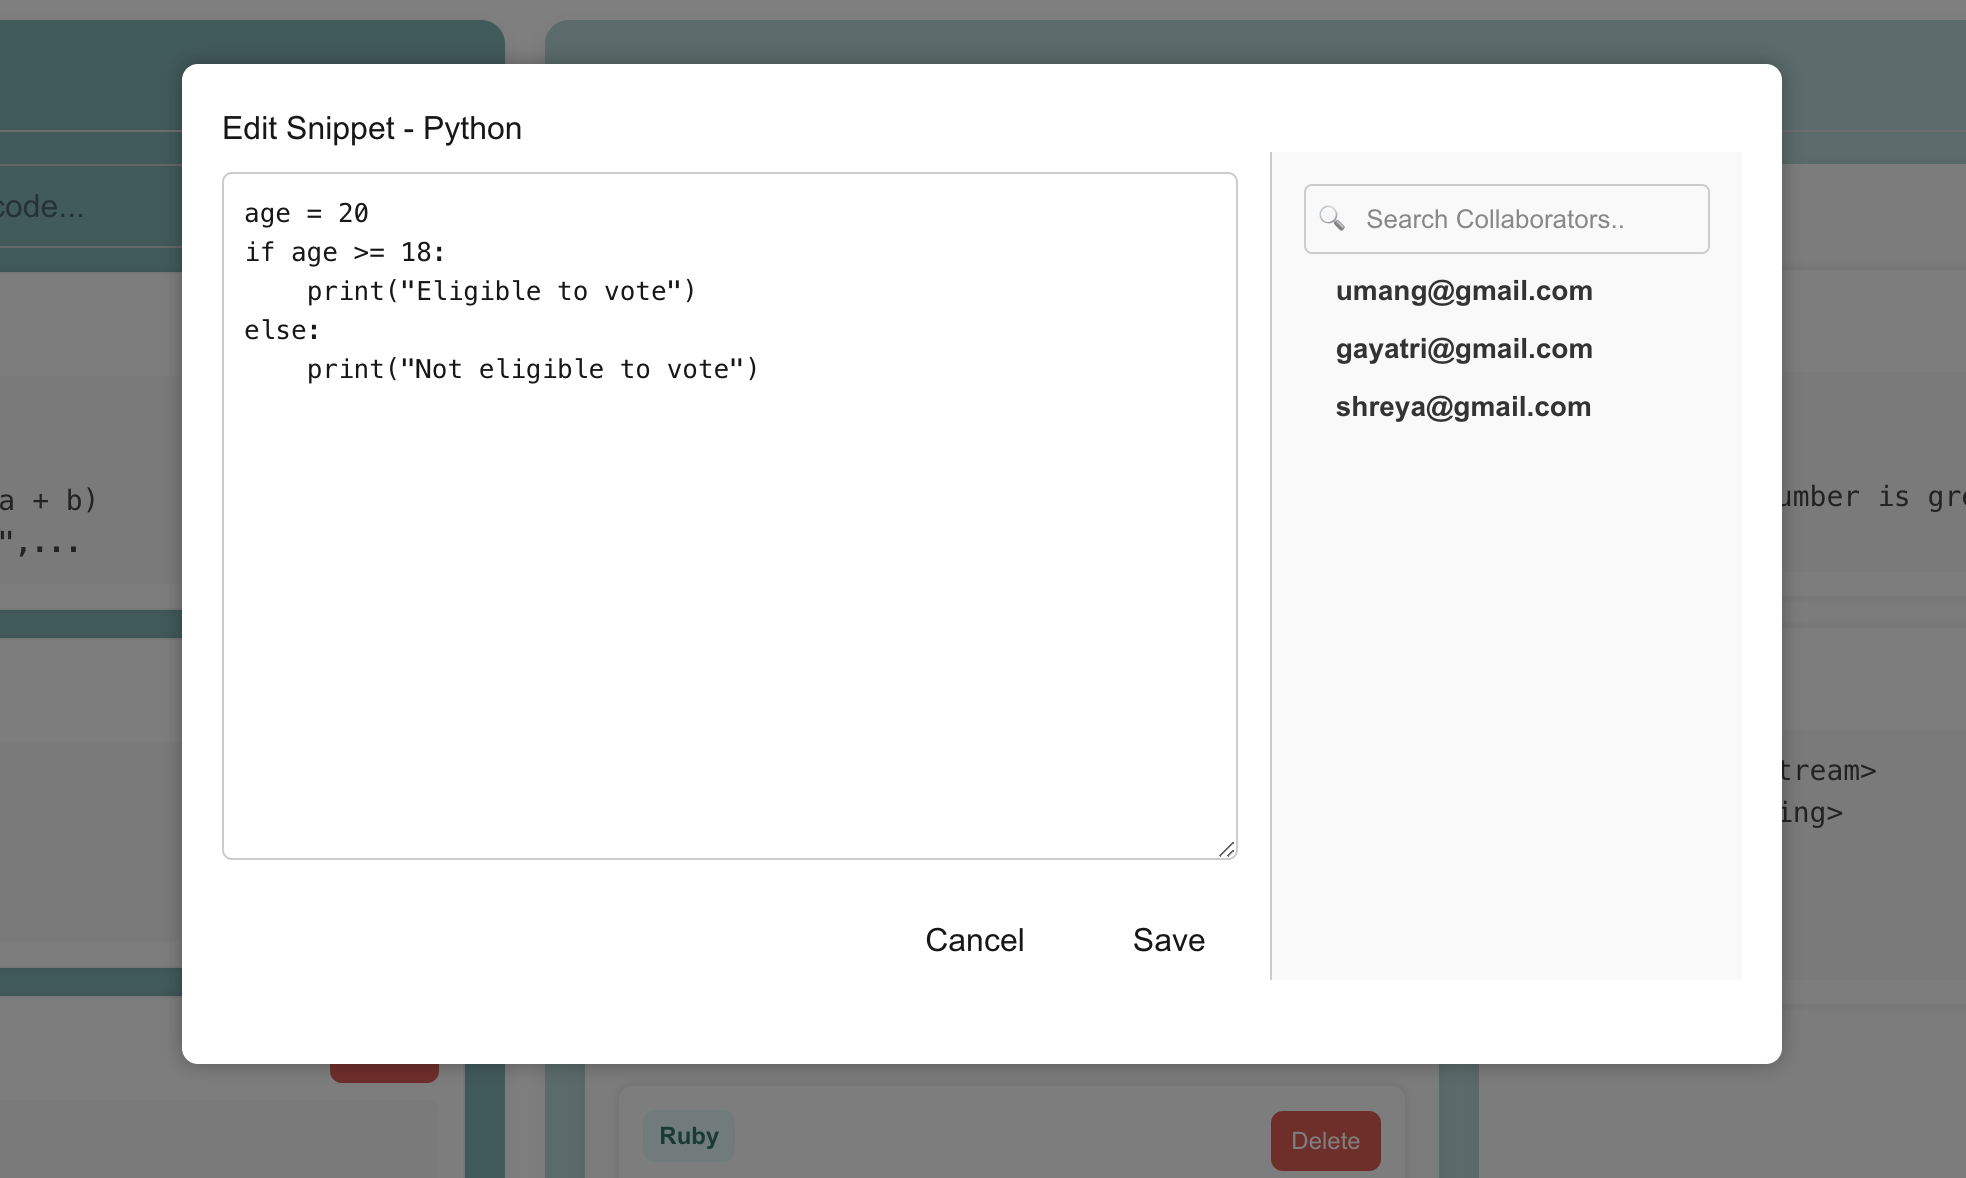 Edit Snippet - Python
age = 20
if age >= 18:
    print("Eligible to vote")
else:
    print("Not eligible to vote")
Cancel
Save
Search Collaborators..
umang@gmail.com
gayatri@gmail.com
shreya@gmail.com
code...
a + b)
",...
umber is gre
tream>
ing>
Ruby
Delete